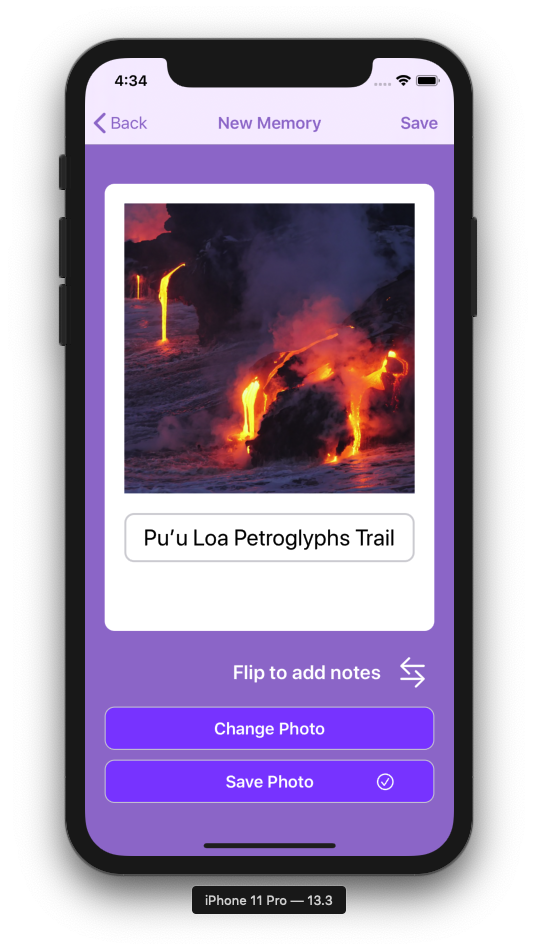 4:34
Back New Memory Save
Pu’u Loa Petroglyphs Trail
Flip to add notes
Change Photo
Save Photo
iPhone 11 Pro — 13.3